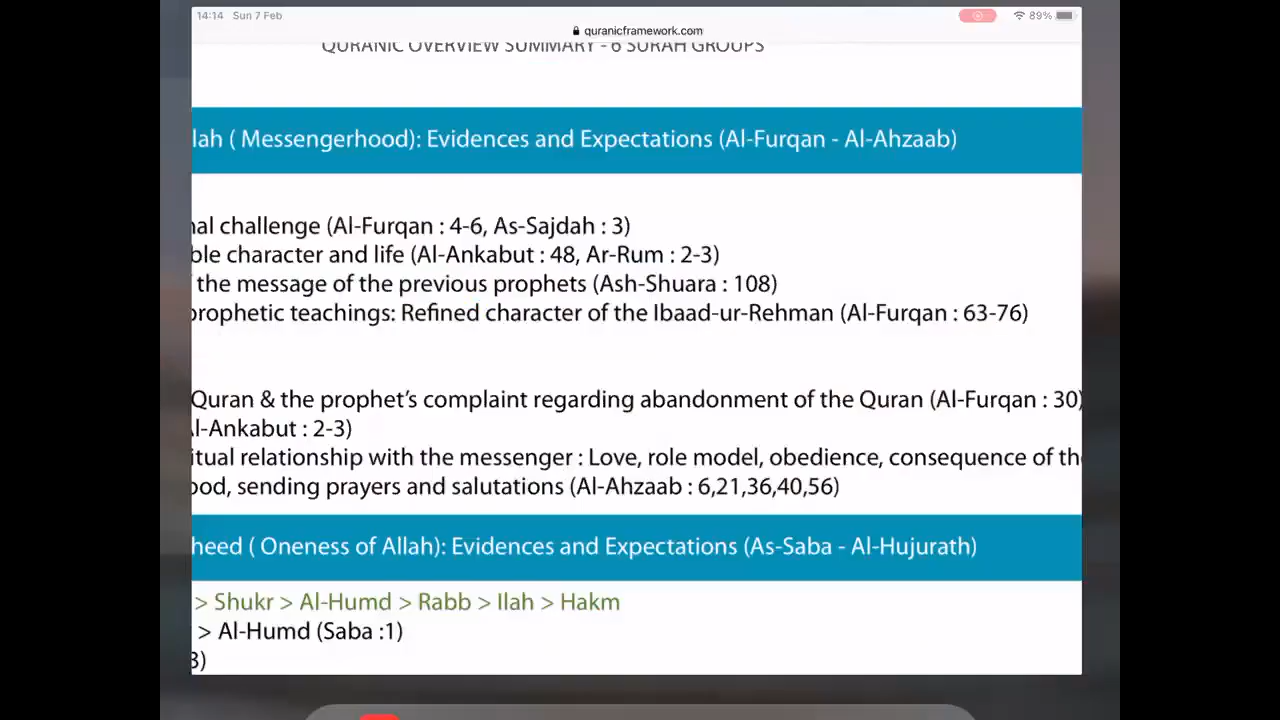 14:14 Sun 7 Feb
89%
quranicframework.com
QURANIC OVERVIEW SUMMARY - 6 SURAH GROUPS
lah ( Messengerhood): Evidences and Expectations (Al-Furqan - Al-Ahzaab)
nal challenge (Al-Furqan : 4-6, As-Sajdah : 3)
ble character and life (Al-Ankabut : 48, Ar-Rum : 2-3)
the message of the previous prophets (Ash-Shuara : 108)
prophetic teachings: Refined character of the Ibaad-ur-Rehman (Al-Furqan : 63-76)
Quran & the prophet’s complaint regarding abandonment of the Quran (Al-Furqan : 30)
Al-Ankabut : 2-3)
itual relationship with the messenger : Love, role model, obedience, consequence of th
ood, sending prayers and salutations (Al-Ahzaab : 6,21,36,40,56)
heed ( Oneness of Allah): Evidences and Expectations (As-Saba - Al-Hujurath)
> Shukr > Al-Humd > Rabb > Ilah > Hakm
> Al-Humd (Saba :1)
3)